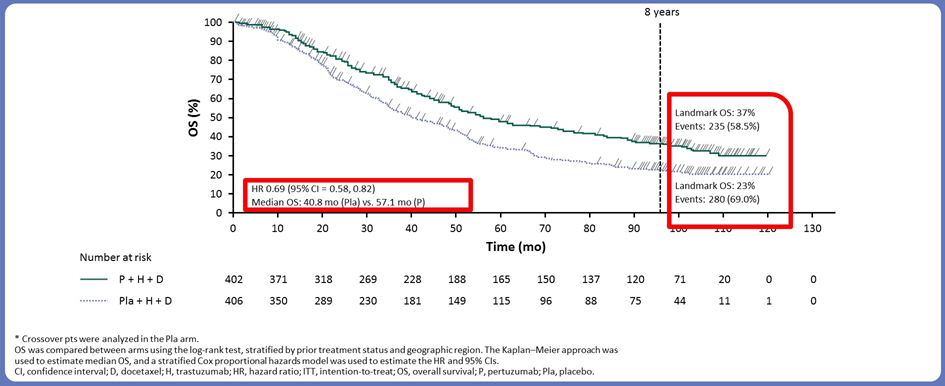 8 years
100
90
80
70
60
50
40
30
20
10
0
OS (%)
Landmark OS: 37%
Events: 235 (58.5%)
HR 0.69 (95% CI = 0.58, 0.82)
Median OS: 40.8 mo (Pla) vs. 57.1 mo (P)
Landmark OS: 23%
Events: 280 (69.0%)
0 10 20 30 40 50 60 70 80 90 100 110 120 130
Time (mo)
Number at risk
P + H + D 402 371 318 269 228 188 165 150 137 120 71 20 0 0
Pla + H + D 406 350 289 230 181 149 115 96 88 75 44 11 1 0
* Crossover pts were analyzed in the Pla arm.
OS was compared between arms using the log-rank test, stratified by prior treatment status and geographic region. The Kaplan–Meier approach was
used to estimate median OS, and a stratified Cox proportional hazards model was used to estimate the HR and 95% CIs.
CI, confidence interval; D, docetaxel; H, trastuzumab; HR, hazard ratio; ITT, intention-to-treat; OS, overall survival; P, pertuzumab; Pla, placebo.